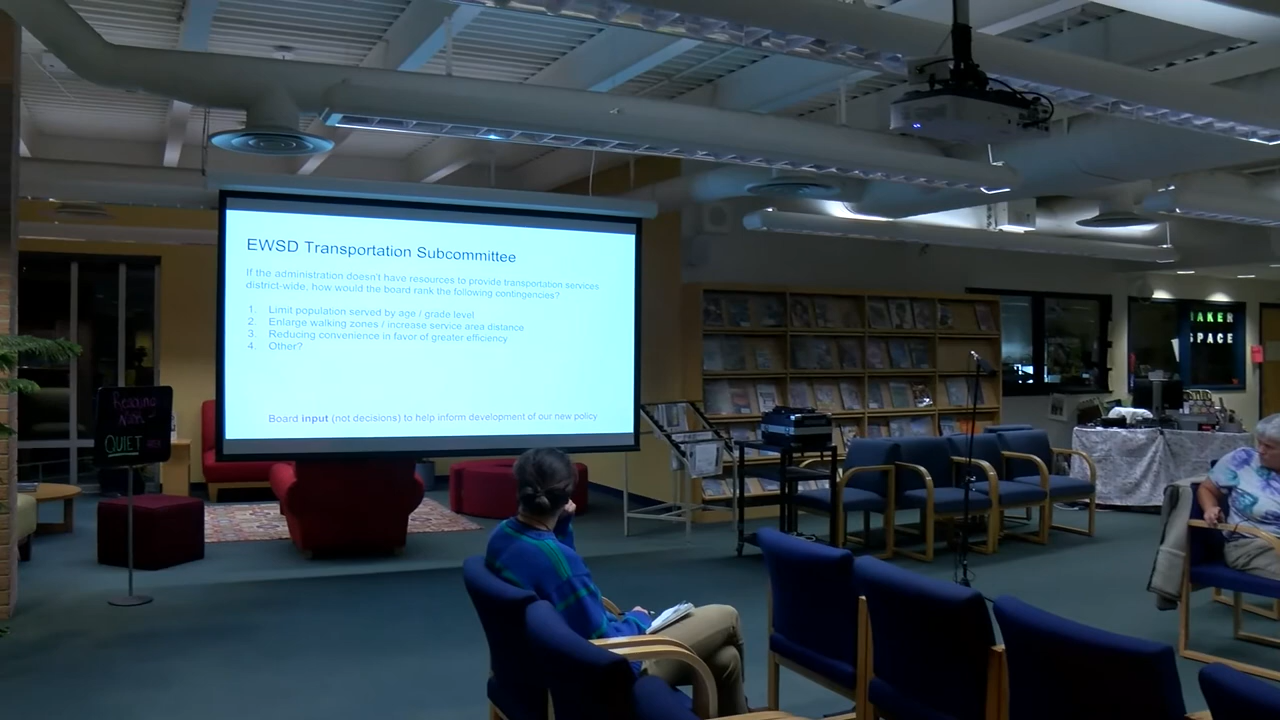 EWSD Transportation Subcommittee
If the administration doesn't have resources to provide transportation services
district-wide, how would the board rank the following contingencies?
1. Limit population served by age / grade level
2. Enlarge walking zones / increase service area distance
3. Reducing convenience in favor of greater efficiency
4. Other?
Board input (not decisions) to help inform development of our new policy
MAKER
SPACE
QUIET